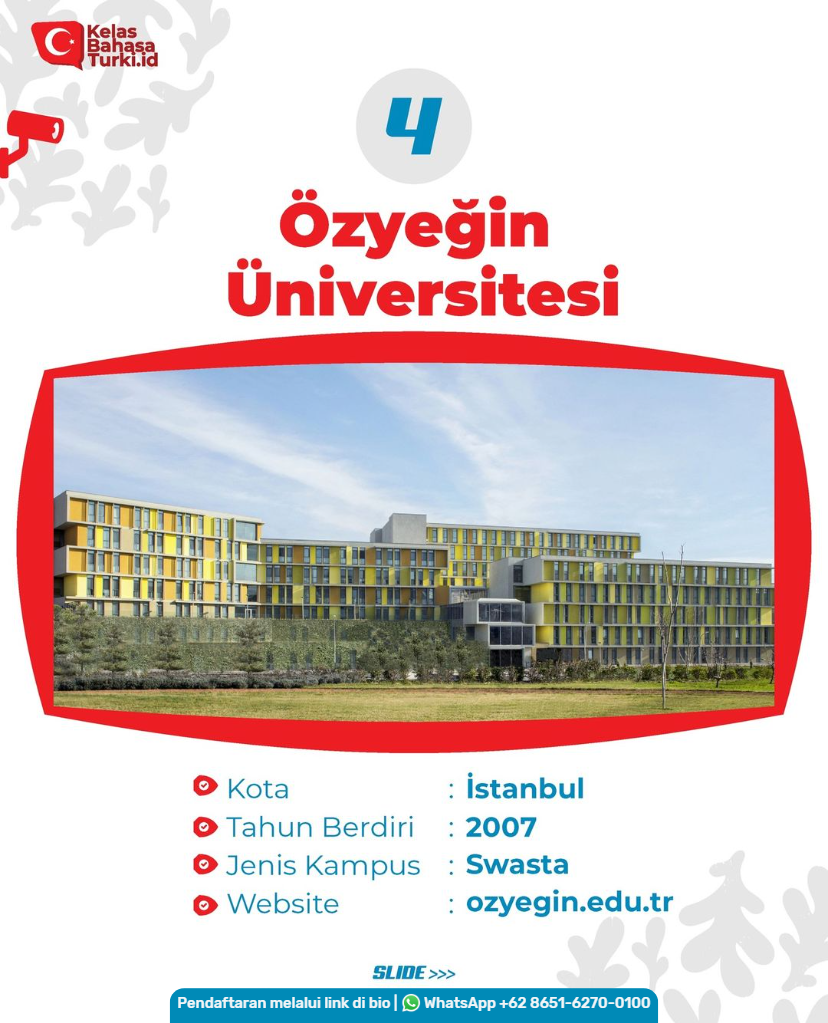 Kelas
Bahasa
Turki.id
4
Özyeğin
Üniversitesi
Kota : İstanbul
Tahun Berdiri : 2007
Jenis Kampus : Swasta
Website : ozyegin.edu.tr
SLIDE >>>
Pendaftaran melalui link di bio | WhatsApp +62 8651-6270-0100